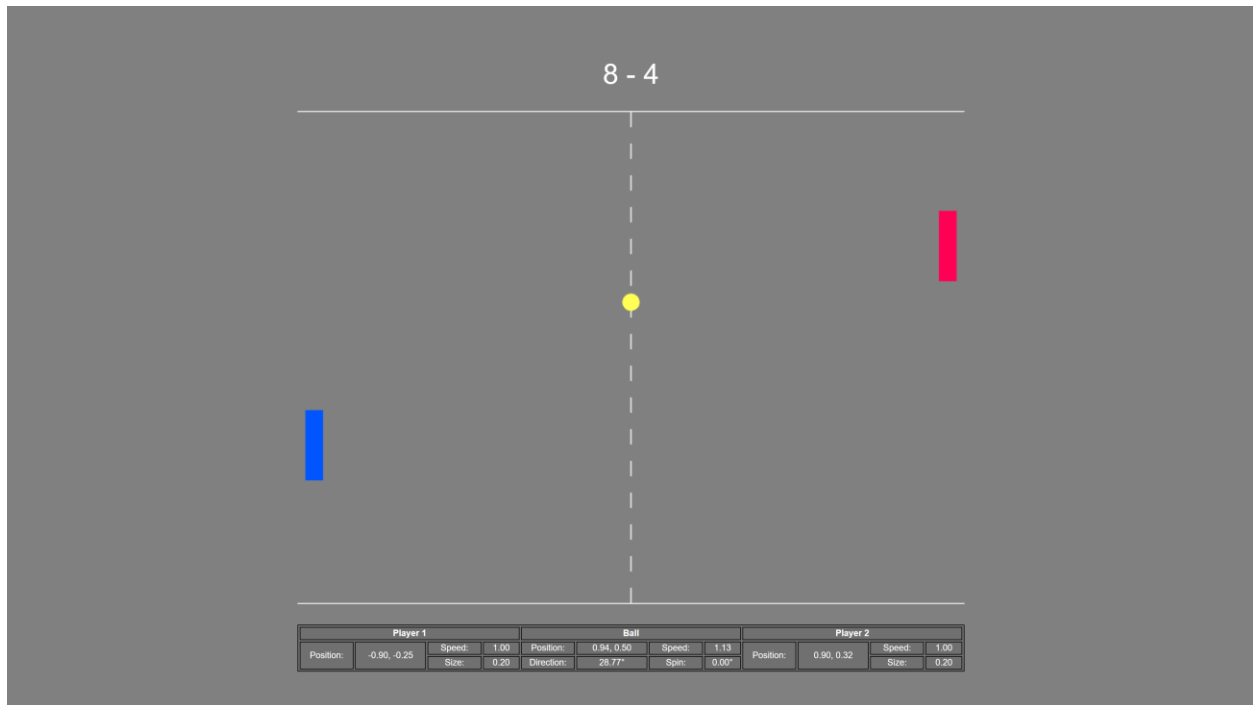 8 - 4
Player 1 Ball Player 2
Position: -0.90, -0.25 Speed: 1.00 Position: 0.94, 0.50 Speed: 1.13 Position: 0.90, 0.32 Speed: 1.00
Size: 0.20 Direction: 28.77° Spin: 0.00° Size: 0.20